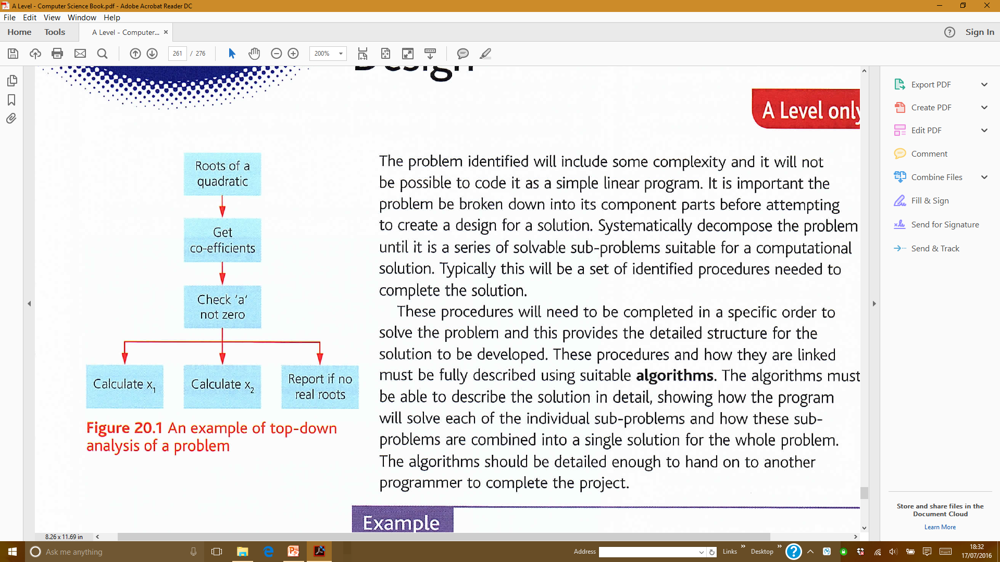 A Level - Computer Science Book.pdf - Adobe Acrobat Reader DC
File Edit View Window Help
Home Tools A Level - Computer... × Sign In
261 / 276 200%
Design
A Level only
Roots of a
quadratic
Get
co-efficients
Check ‘a’
not zero
Calculate x1
Calculate x2
Report if no
real roots
Figure 20.1 An example of top-down
analysis of a problem
The problem identified will include some complexity and it will not
be possible to code it as a simple linear program. It is important the
problem be broken down into its component parts before attempting
to create a design for a solution. Systematically decompose the problem
until it is a series of solvable sub-problems suitable for a computational
solution. Typically this will be a set of identified procedures needed to
complete the solution.
These procedures will need to be completed in a specific order to
solve the problem and this provides the detailed structure for the
solution to be developed. These procedures and how they are linked
must be fully described using suitable algorithms. The algorithms must
be able to describe the solution in detail, showing how the program
will solve each of the individual sub-problems and how these sub-
problems are combined into a single solution for the whole problem.
The algorithms should be detailed enough to hand on to another
programmer to complete the project.
Example
Export PDF
Create PDF
Edit PDF
Comment
Combine Files
Fill & Sign
Send for Signature
Send & Track
Store and share files in the
Document Cloud
Learn More
8.26 x 11.69 in
Ask me anything
Address
Links
Desktop
18:32
17/07/2016